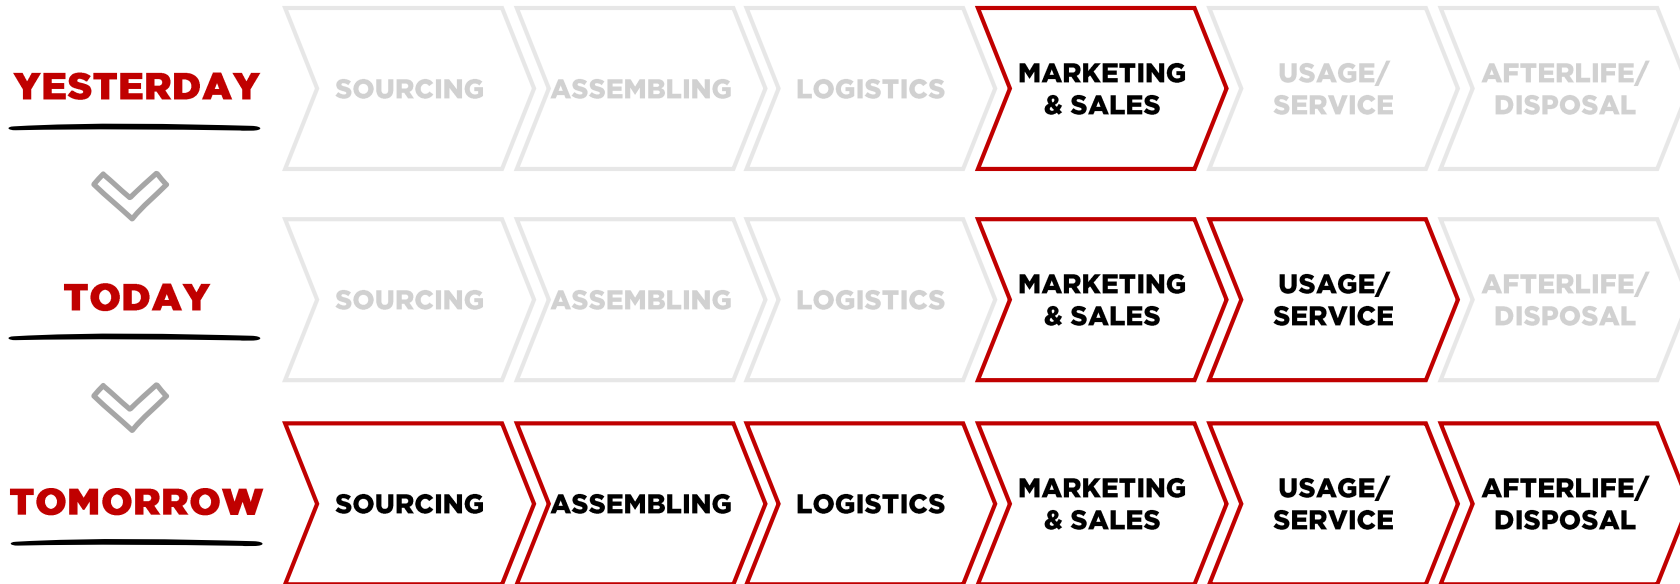 YESTERDAY
SOURCING
ASSEMBLING
LOGISTICS
MARKETING
& SALES
USAGE/
SERVICE
AFTERLIFE/
DISPOSAL
TODAY
SOURCING
ASSEMBLING
LOGISTICS
MARKETING
& SALES
USAGE/
SERVICE
AFTERLIFE/
DISPOSAL
TOMORROW
SOURCING
ASSEMBLING
LOGISTICS
MARKETING
& SALES
USAGE/
SERVICE
AFTERLIFE/
DISPOSAL